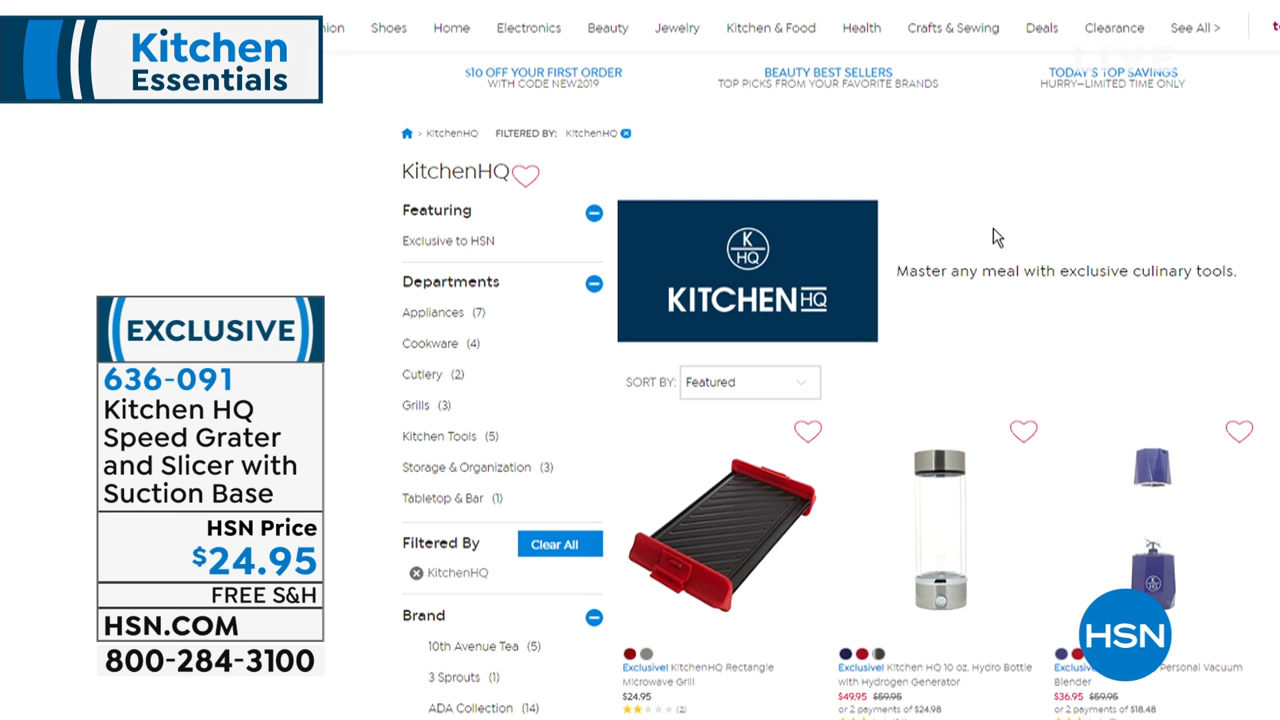 Kitchen
Essentials
Shoes
Home
Electronics
Beauty
Jewelry
Kitchen & Food
Health
Crafts & Sewing
Deals
Clearance
See All >
LIVE
$10 OFF YOUR FIRST ORDER
WITH CODE NEW2019
BEAUTY BEST SELLERS
TOP PICKS FROM YOUR FAVORITE BRANDS
TODAY'S TOP SAVINGS
HURRY—LIMITED TIME ONLY
> KitchenHQ FILTERED BY: KitchenHQ
KitchenHQ
Featuring
Exclusive to HSN
Departments
Appliances (7)
Cookware (4)
Cutlery (2)
Grills (3)
Kitchen Tools (5)
Storage & Organization (3)
Tabletop & Bar (1)
Filtered By
Clear All
KitchenHQ
Brand
10th Avenue Tea (5)
3 Sprouts (1)
ADA Collection (14)
K
HQ
KITCHEN HQ
Master any meal with exclusive culinary tools.
SORT BY: Featured
Exclusive! KitchenHQ Rectangle
Microwave Grill
$24.95
(2)
Exclusive! Kitchen HQ 10 oz. Hydro Bottle
with Hydrogen Generator
$49.95 $59.95
or 2 payments of $24.98
Personal Vacuum
Blender
$36.95 $59.95
or 2 payments of $18.48
EXCLUSIVE
636-091
Kitchen HQ
Speed Grater
and Slicer with
Suction Base
HSN Price
$24.95
FREE S&H
HSN.COM
800-284-3100
HSN